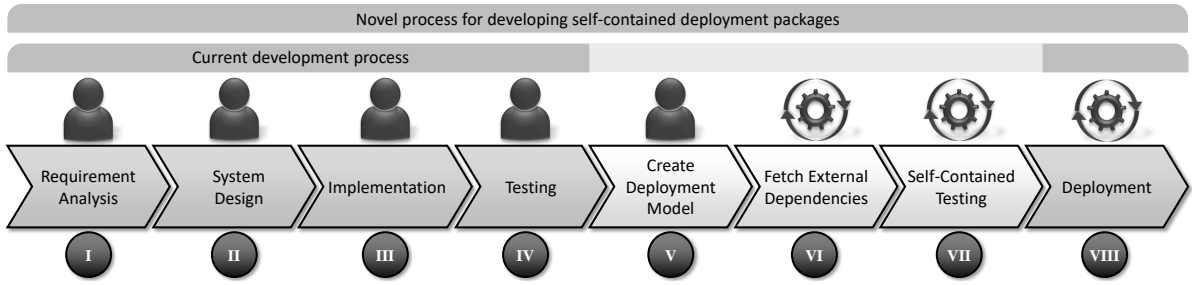 Novel process for developing self-contained deployment packages
Current development process
Requirement
Analysis
System
Design
Implementation
Testing
Create
Deployment
Model
Fetch External
Dependencies
Self-Contained
Testing
Deployment
I
II
III
IV
V
VI
VII
VIII